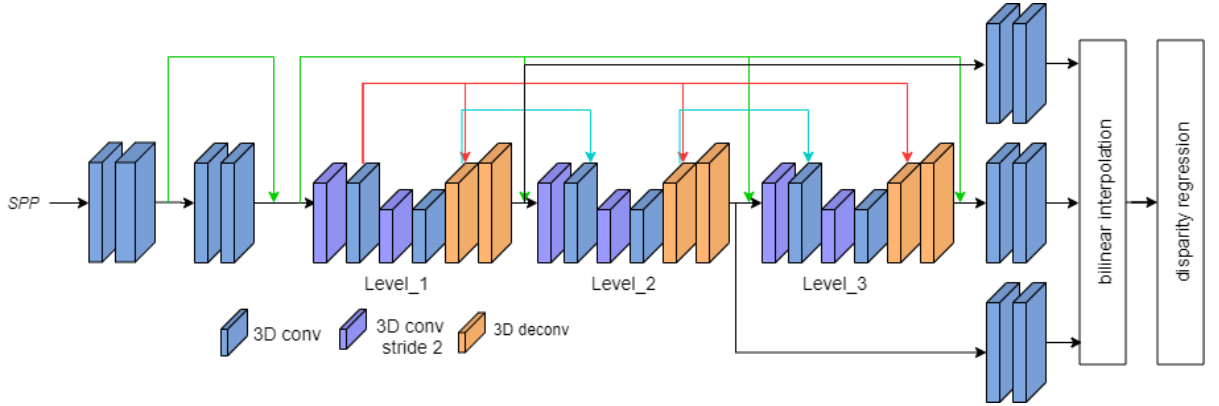 SPP
Level_1
Level_2
Level_3
3D conv
3D conv
stride 2
3D deconv
bilinear interpolation
disparity regression